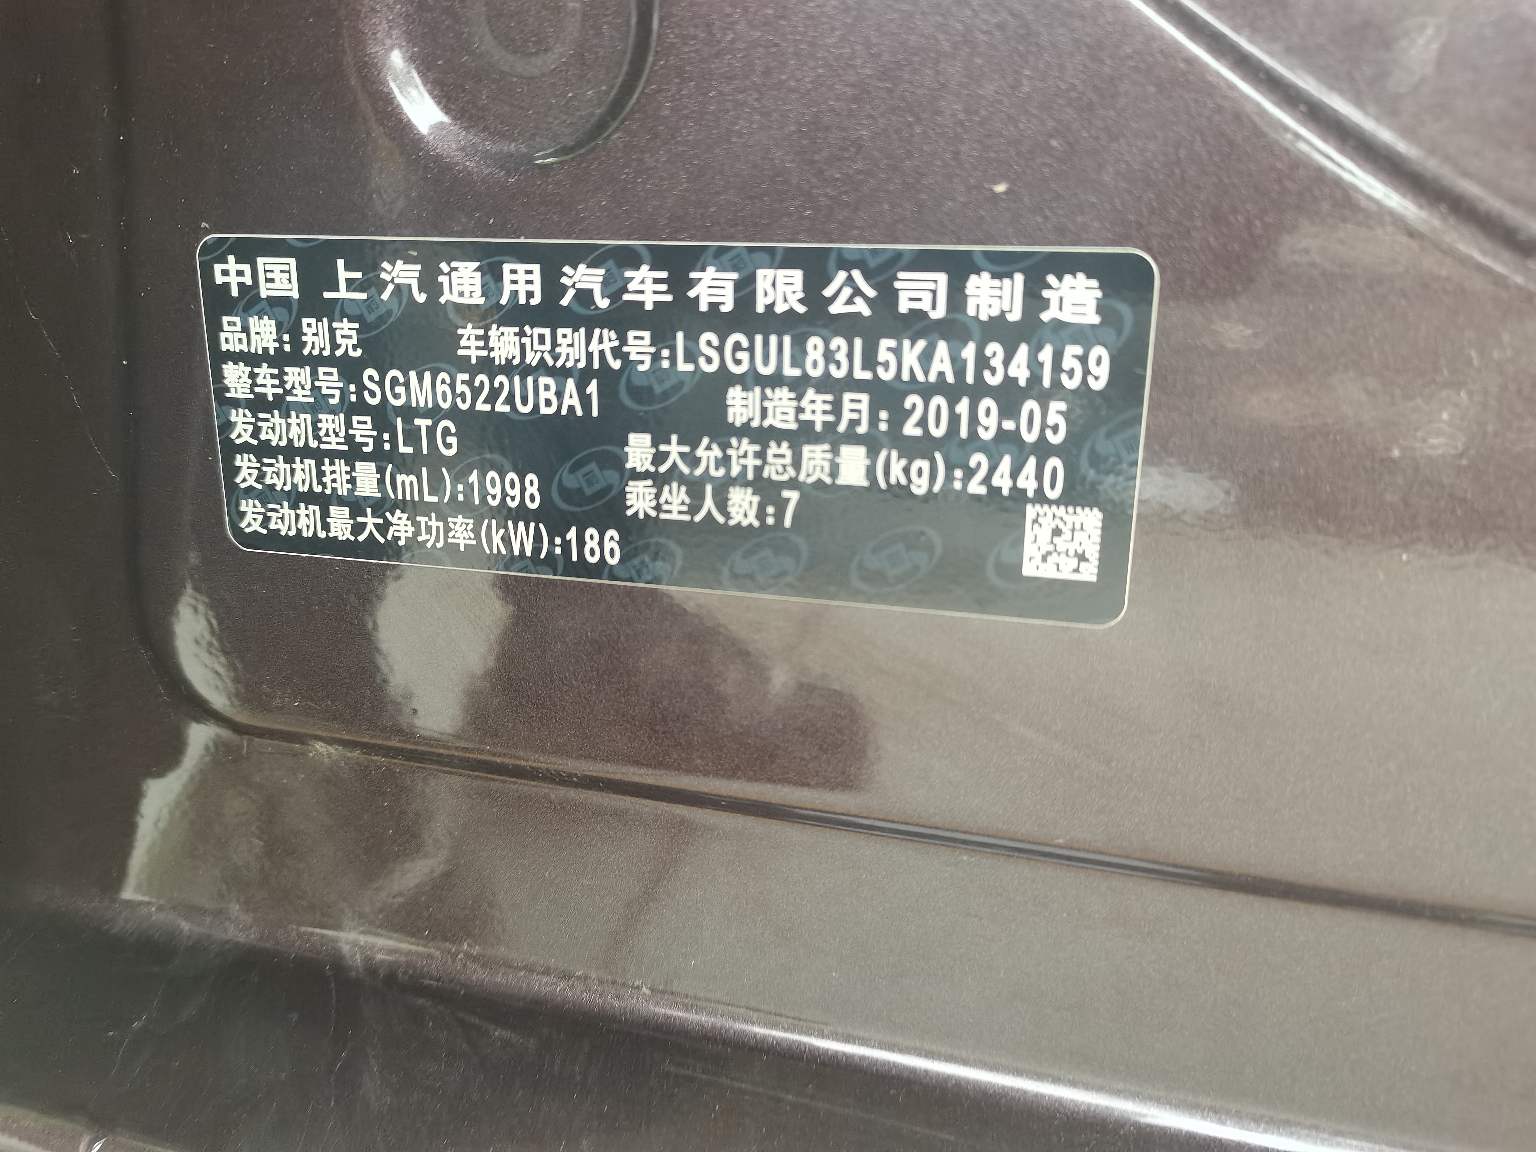 中国 上汽通用汽车有限公司制造
品牌:别克 车辆识别代号:LSGUL83L5KA134159
整车型号:SGM6522UBA1 制造年月:2019-05
发动机型号:LTG 最大允许总质量(kg):2440
发动机排量(mL):1998 乘坐人数:7
发动机最大净功率(kW):186